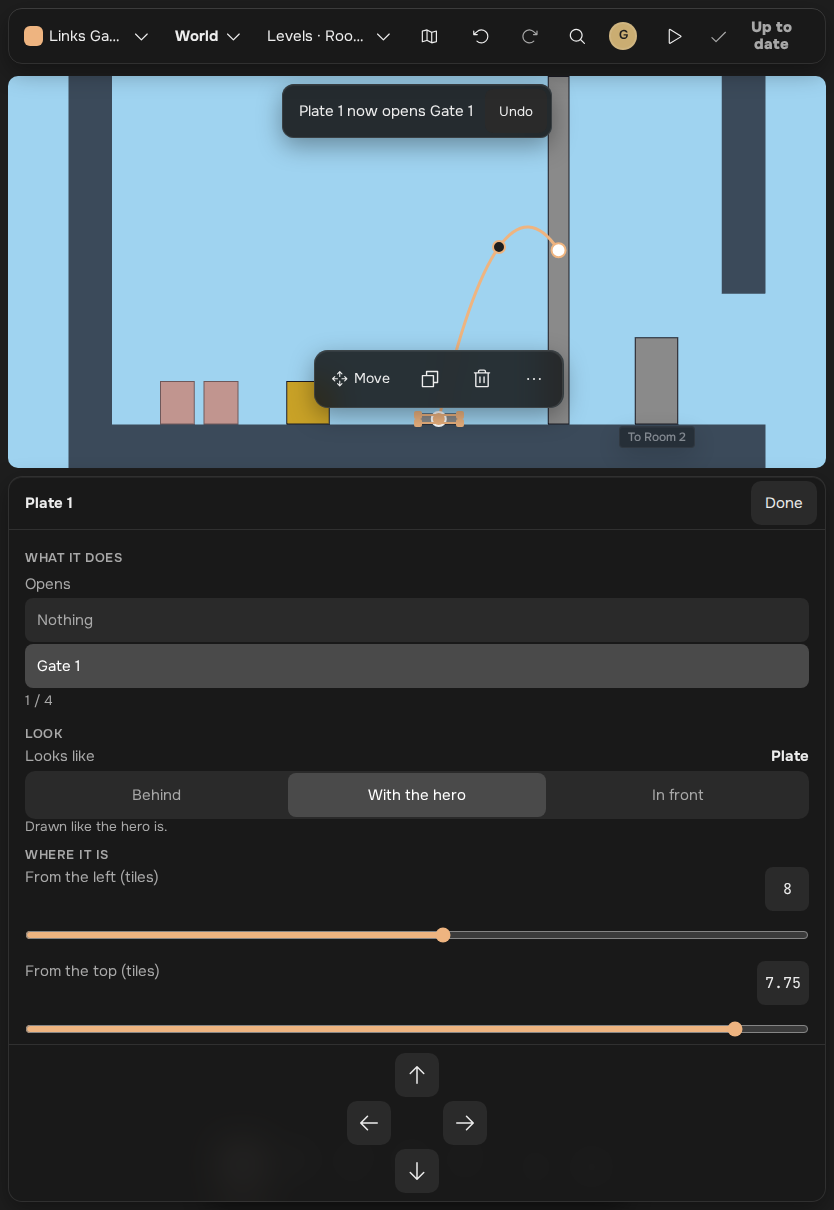 Links Ga...
World
Levels · Roo...
G
Up to
date
Plate 1 now opens Gate 1
Undo
Move
To Room 2
Plate 1
Done
WHAT IT DOES
Opens
Nothing
Gate 1
1 / 4
LOOK
Looks like
Plate
Behind
With the hero
In front
Drawn like the hero is.
WHERE IT IS
From the left (tiles)
8
From the top (tiles)
7.75